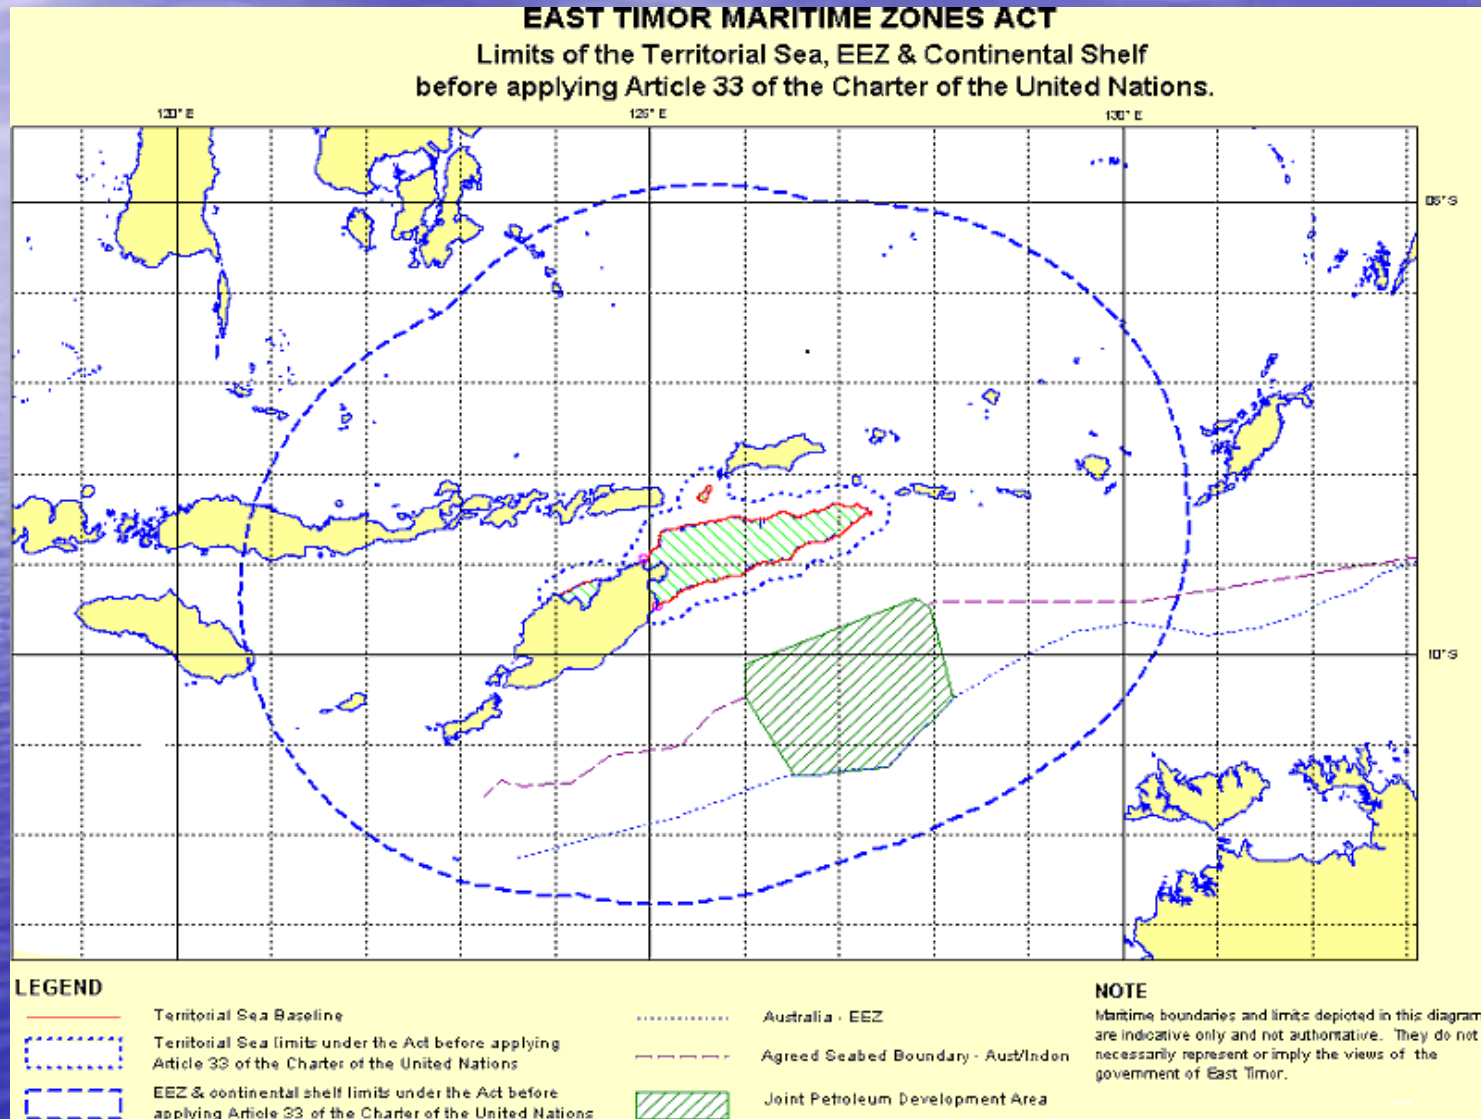 EAST TIMOR MARITIME ZONES ACT
Limits of the Territorial Sea, EEZ & Continental Shelf
before applying Article 33 of the Charter of the United Nations.
120° E 125° E 130° E
05°S
10°S
LEGEND
Territorial Sea Baseline
Territorial Sea limits under the Act before applying
Article 33 of the Charter of the United Nations
EEZ & continental shelf limits under the Act before
applying Article 33 of the Charter of the United Nations
Australia - EEZ
Agreed Seabed Boundary - Aust/Indon
Joint Petroleum Development Area
NOTE
Maritime boundaries and limits depicted in this diagram
are indicative only and not authoritative. They do not
necessarily represent or imply the views of the
government of East Timor.